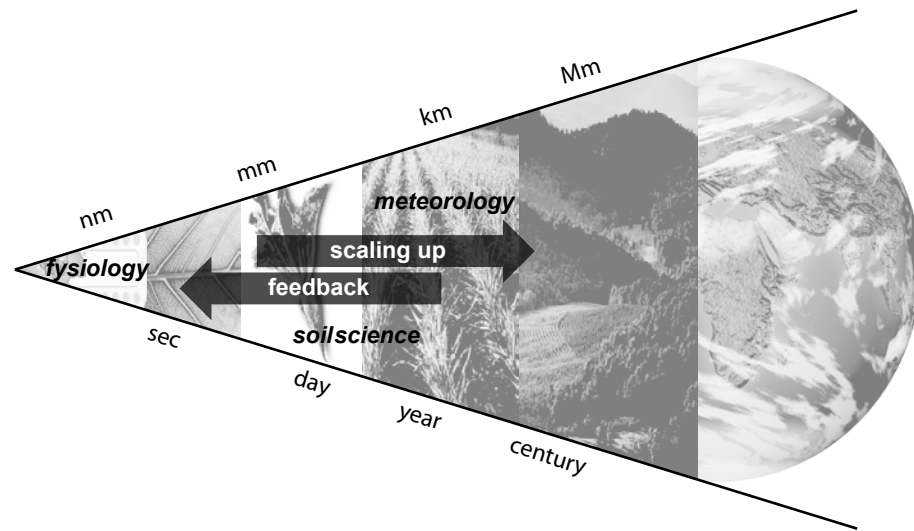 Mm
km
mm
nm
meteorology
scaling up
fysiology
feedback
soilscience
sec
day
year
century